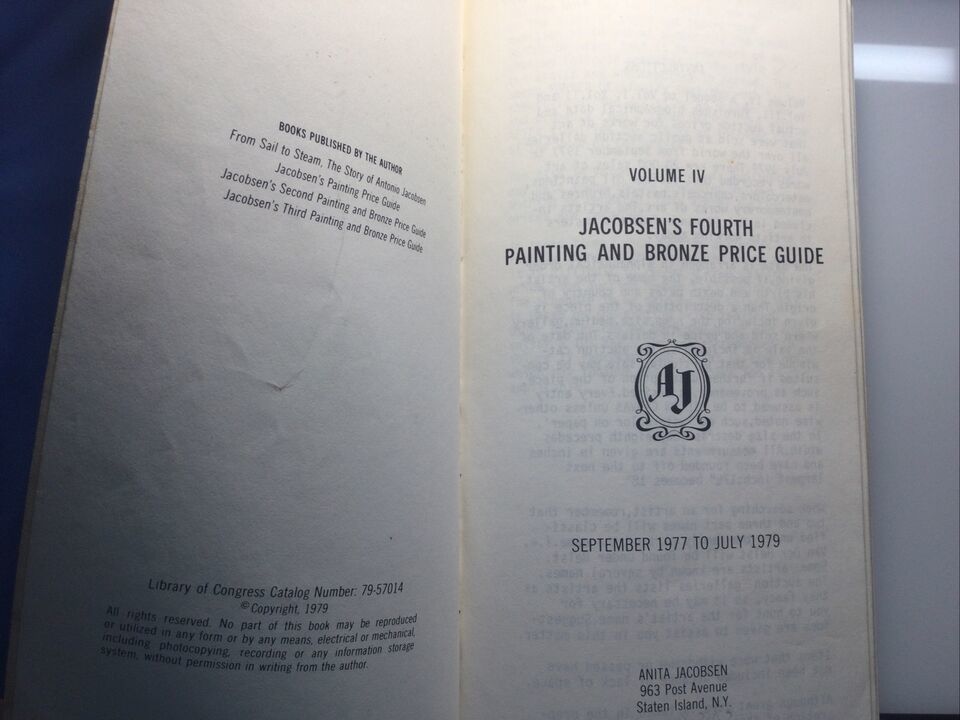 BOOKS PUBLISHED BY THE AUTHOR
From Sail to Steam, The Story of Antonio Jacobsen
Jacobsen's Painting Price Guide
Jacobsen's Second Painting and Bronze Price Guide
Jacobsen's Third Painting and Bronze Price Guide
Library of Congress Catalog Number: 79-57014
© Copyright, 1979
All rights reserved. No part of this book may be reproduced
or utilized in any form or by any means, electrical or mechanical,
including photocopying, recording or any information storage
system, without permission in writing from the author.
VOLUME IV
JACOBSEN'S FOURTH
PAINTING AND BRONZE PRICE GUIDE
AJ
SEPTEMBER 1977 TO JULY 1979
ANITA JACOBSEN
963 Post Avenue
Staten Island, N.Y.